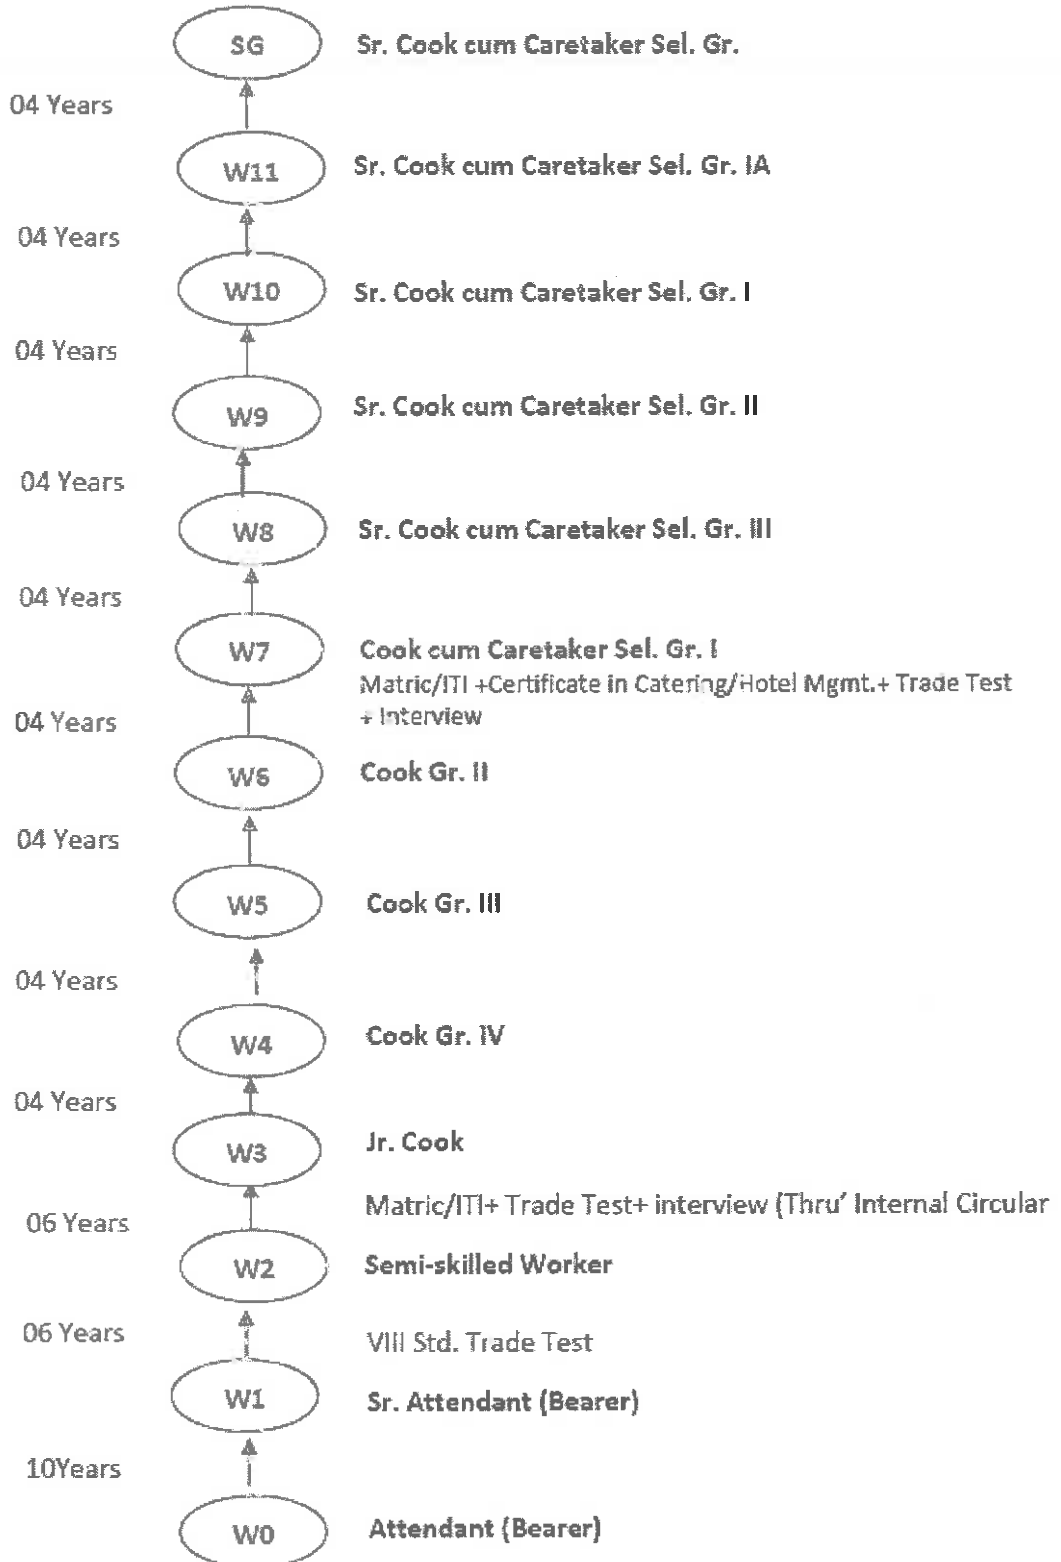 SG Sr. Cook cum Caretaker Sel. Gr.
04 Years
W11 Sr. Cook cum Caretaker Sel. Gr. IA
04 Years
W10 Sr. Cook cum Caretaker Sel. Gr. I
04 Years
W9 Sr. Cook cum Caretaker Sel. Gr. II
04 Years
W8 Sr. Cook cum Caretaker Sel. Gr. III
04 Years
W7 Cook cum Caretaker Sel. Gr. I
Matric/ITI +Certificate in Catering/Hotel Mgmt.+ Trade Test
+ Interview
04 Years
W6 Cook Gr. II
04 Years
W5 Cook Gr. III
04 Years
W4 Cook Gr. IV
04 Years
W3 Jr. Cook
Matric/ITI+ Trade Test+ interview (Thru' Internal Circular
06 Years
W2 Semi-skilled Worker
06 Years
VIII Std. Trade Test
W1 Sr. Attendant (Bearer)
10Years
W0 Attendant (Bearer)